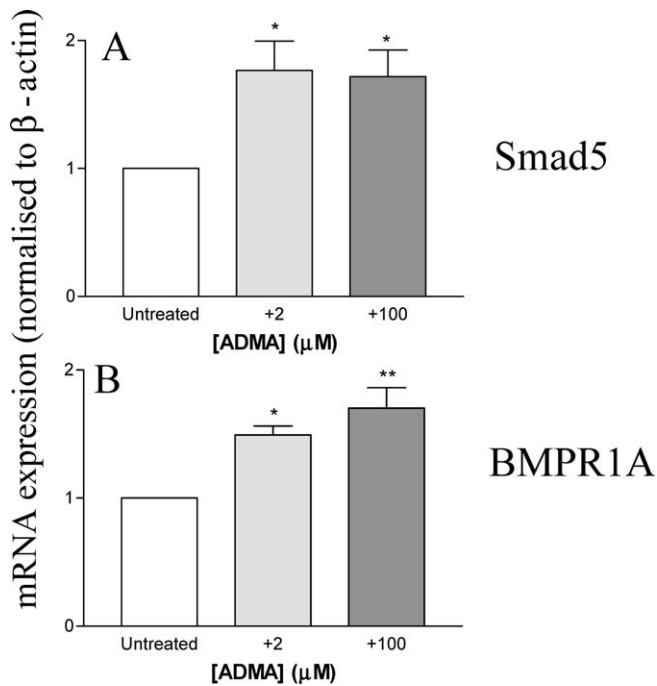 mRNA expression (normalised to β - actin)
A
2
1
0
*
*
Untreated
+2
+100
[ADMA] (μM)
Smad5
B
2
1
0
*
**
Untreated
+2
+100
[ADMA] (μM)
BMPR1A